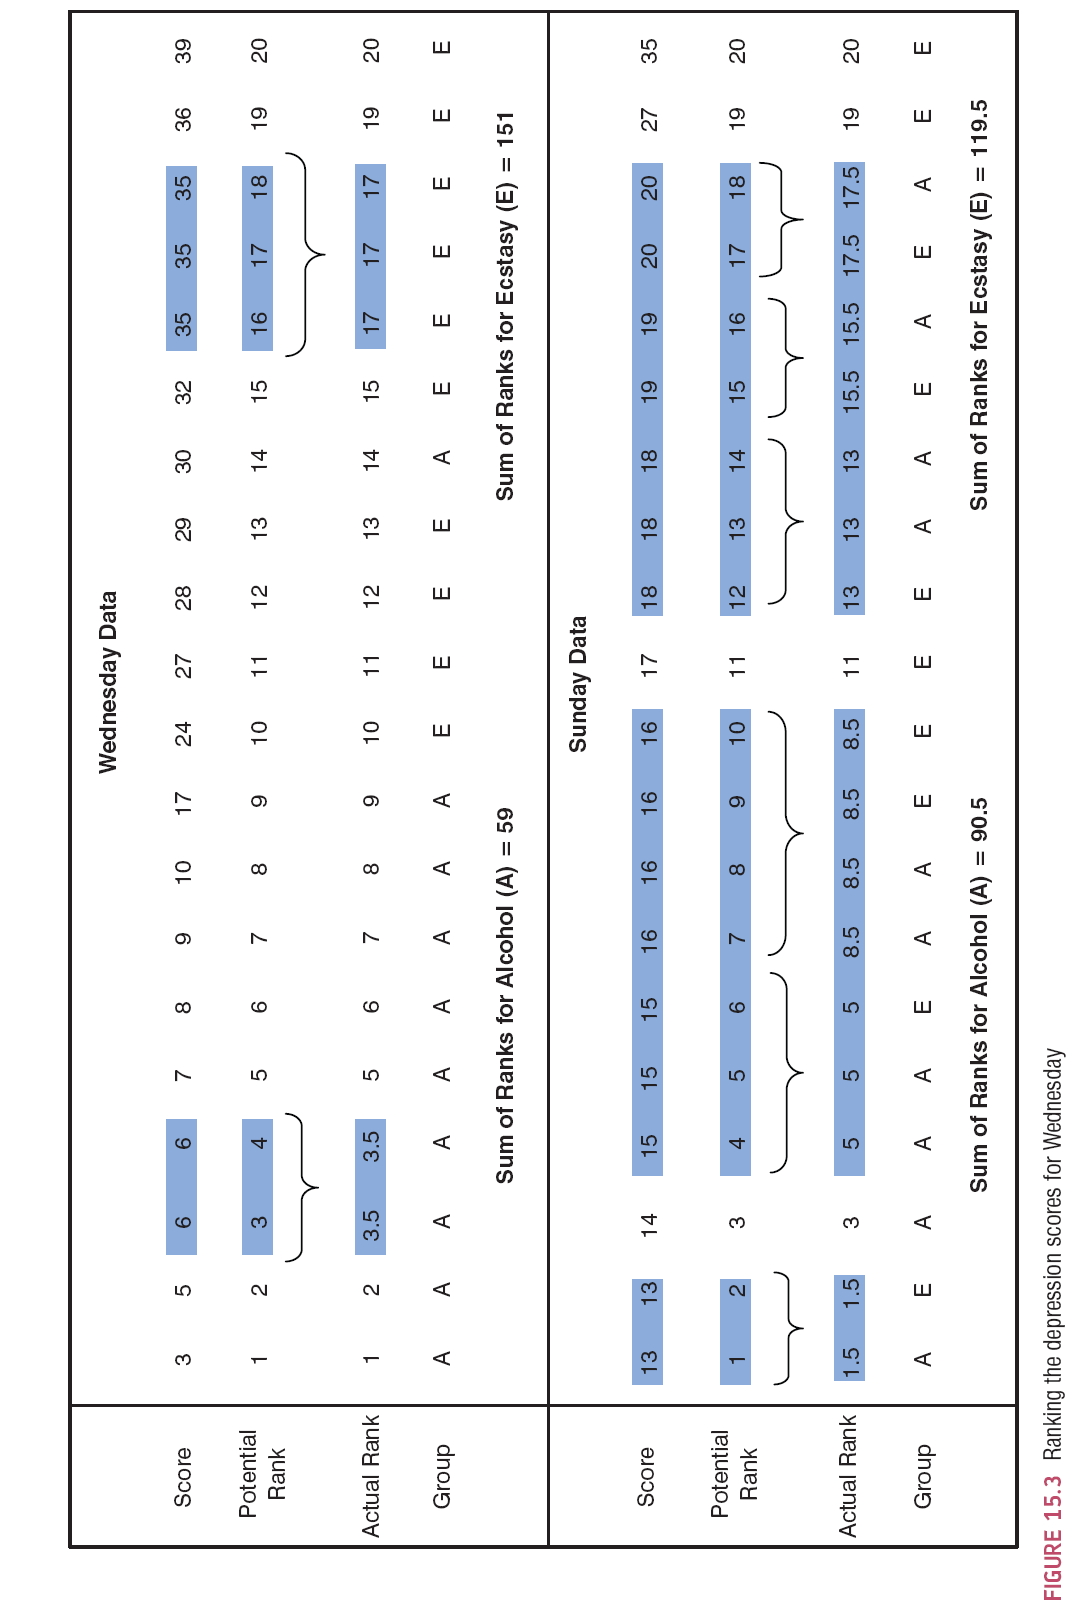 Wednesday Data
Score 3 5 6 6 7 8 9 10 17 24 27 28 29 30 32 35 35 35 36 39
Potential
Rank
1 2 3 4 5 6 7 8 9 10 11 12 13 14 15 16 17 18 19 20
Actual Rank 1 2 3.5 3.5 5 6 7 8 9 10 11 12 13 14 15 17 17 17 19 20
Group A A A A A A A A A E E E E A E E E E E E
Sum of Ranks for Alcohol (A) = 59 Sum of Ranks for Ecstasy (E) = 151
Sunday Data
Score 13 13 14 15 15 15 16 16 16 16 17 18 18 18 19 19 20 20 27 35
Potential
Rank
1 2 3 4 5 6 7 8 9 10 11 12 13 14 15 16 17 18 19 20
Actual Rank 1.5 1.5 3 5 5 5 8.5 8.5 8.5 8.5 11 13 13 13 15.5 15.5 17.5 17.5 19 20
Group A E A A A E A A E E E E A A E A E A E E
Sum of Ranks for Alcohol (A) = 90.5 Sum of Ranks for Ecstasy (E) = 119.5
FIGURE 15.3 Ranking the depression scores for Wednesday